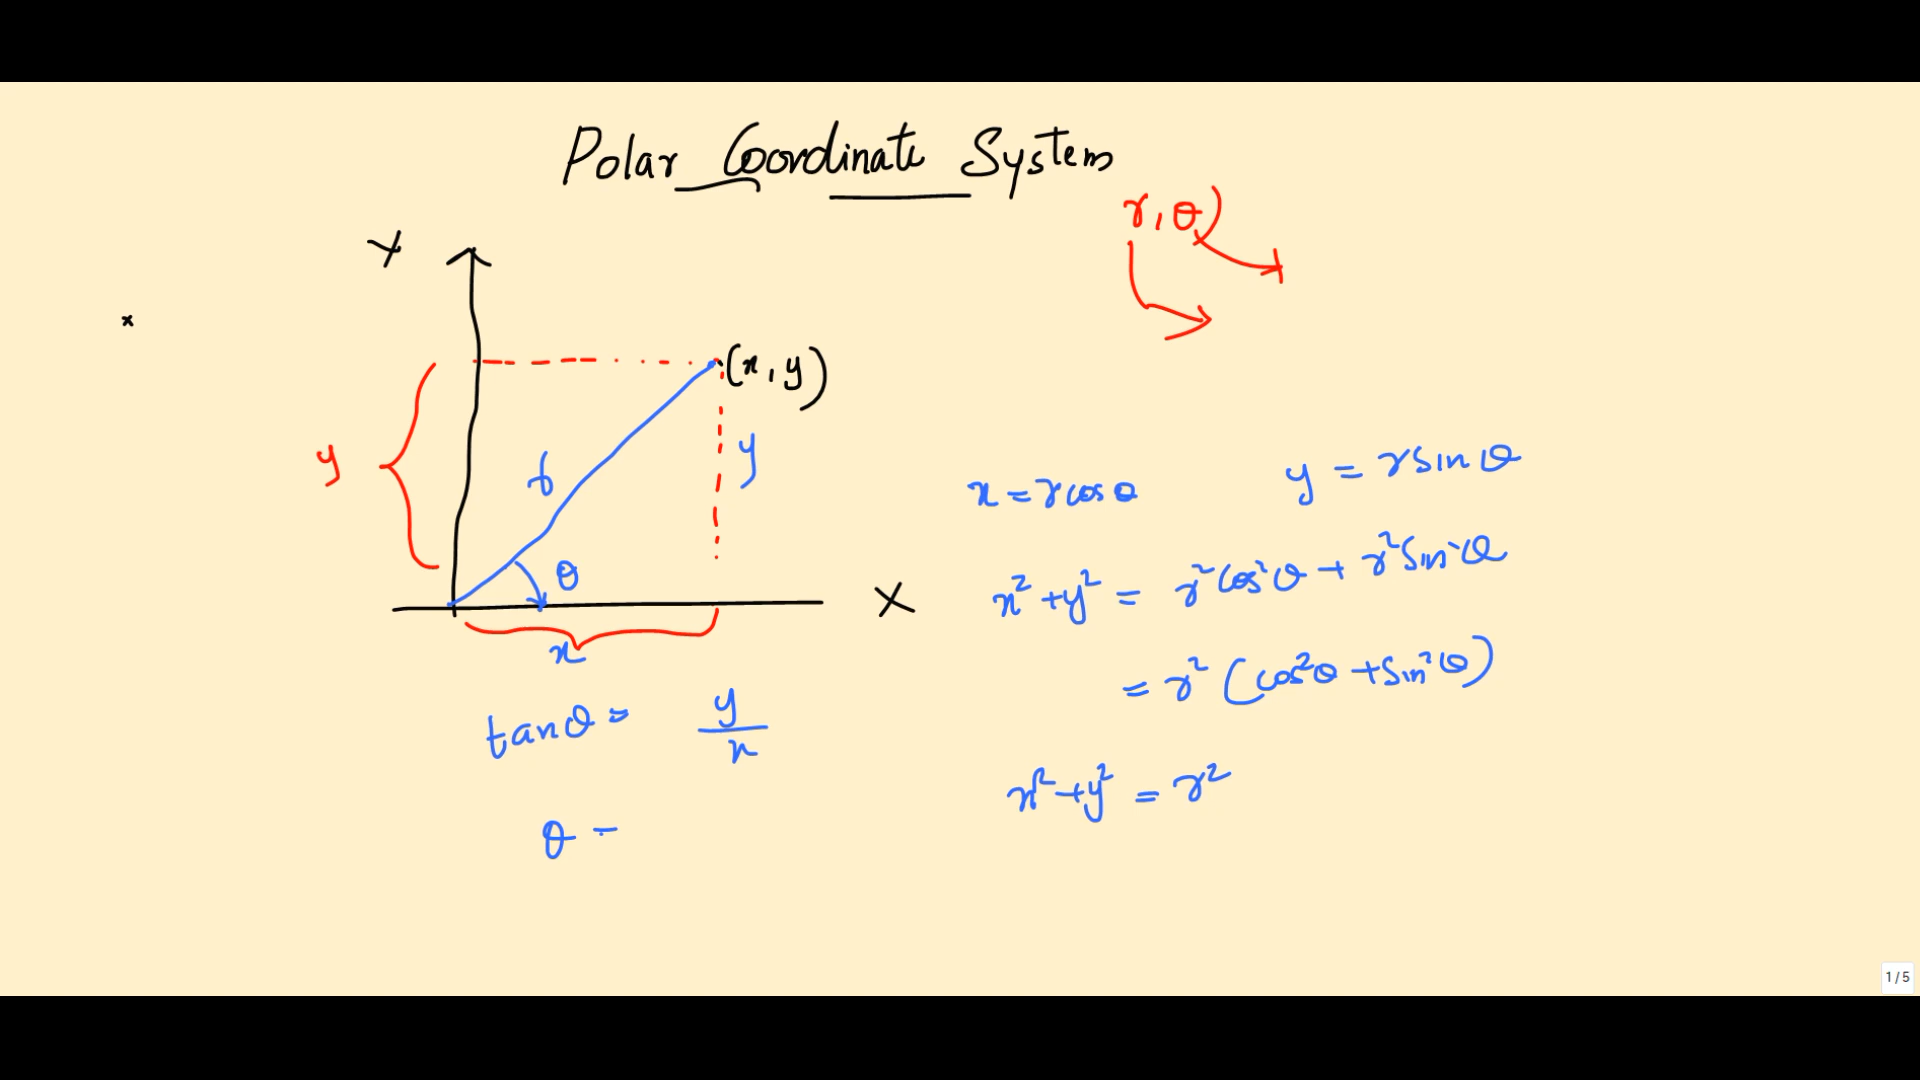 Polar Coordinate System
r, θ)
Y
(x, y)
y
r
y
θ
X
x
x = r cos θ
y = r sin θ
x² + y² = r² cos² θ + r² sin² θ
= r² (cos² θ + sin² θ)
tan θ = y/x
x² + y² = r²
θ =
1 / 5